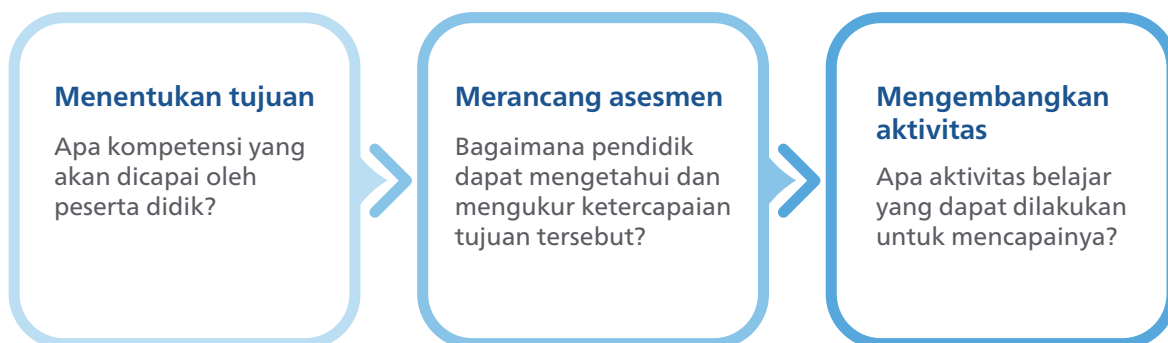 Menentukan tujuan
Apa kompetensi yang
akan dicapai oleh
peserta didik?
Merancang asesmen
Bagaimana pendidik
dapat mengetahui dan
mengukur ketercapaian
tujuan tersebut?
Mengembangkan
aktivitas
Apa aktivitas belajar
yang dapat dilakukan
untuk mencapainya?